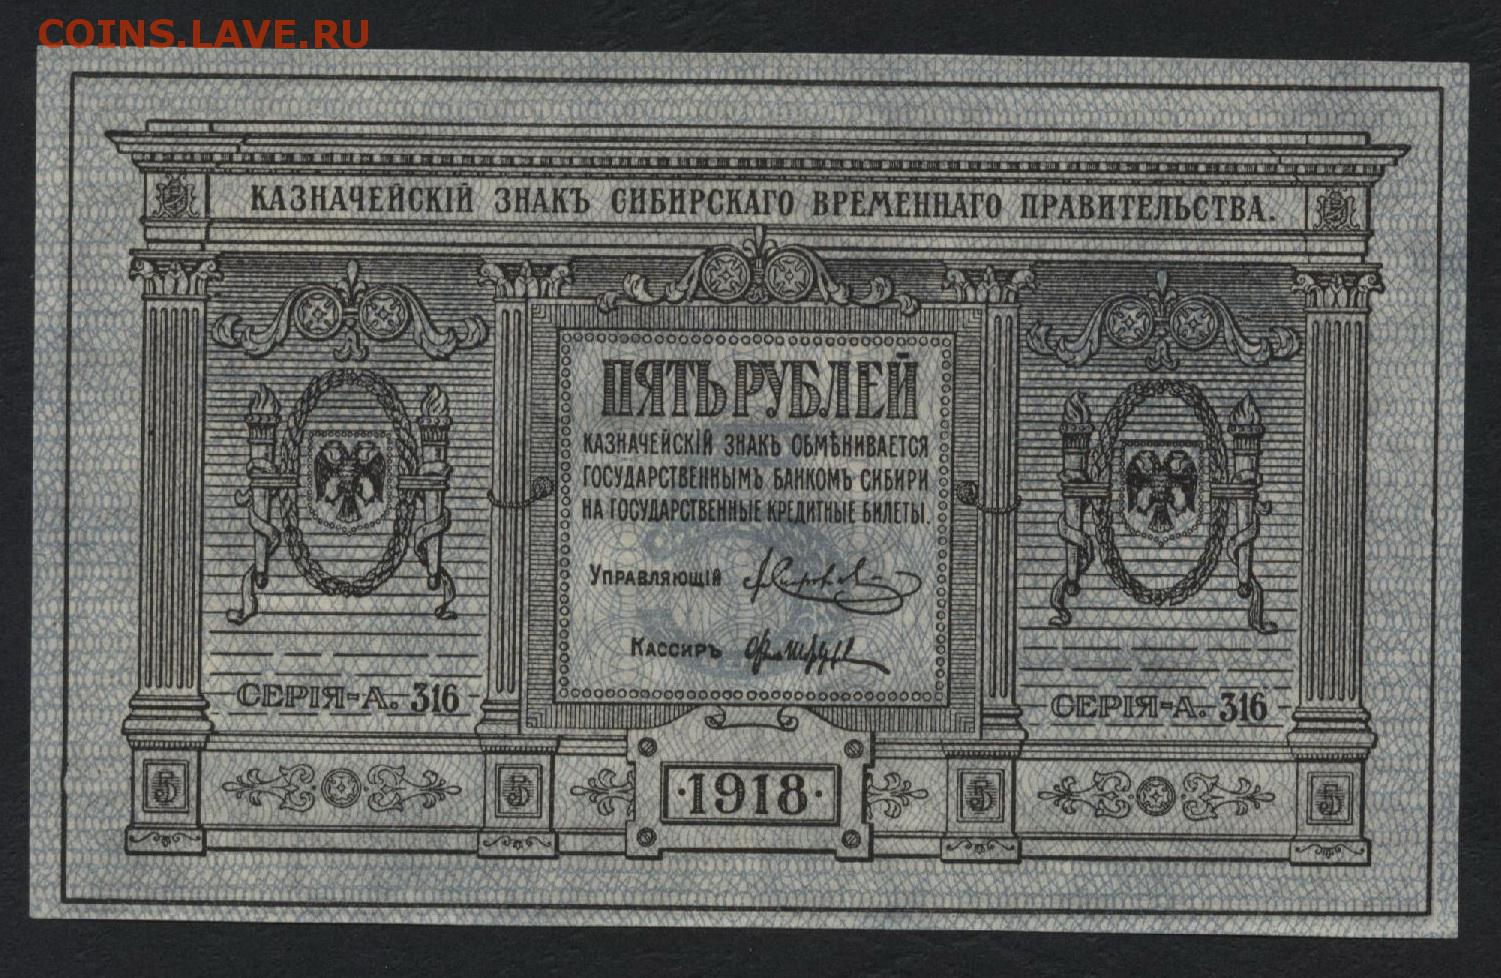 COINS.LAVE.RU
КАЗНАЧЕЙСКІЙ ЗНАКЪ СИБИРСКАГО ВРЕМЕННАГО ПРАВИТЕЛЬСТВА.
ПЯТЬ РУБЛЕЙ
КАЗНАЧЕЙСКІЙ ЗНАКЪ ОБМѢНИВАЕТСЯ
ГОСУДАРСТВЕННЫМЪ БАНКОМЪ СИБИРИ
НА ГОСУДАРСТВЕННЫЕ КРЕДИТНЫЕ БИЛЕТЫ.
УПРАВЛЯЮЩІЙ
КАССИРЪ
СЕРІЯ-А. 316
СЕРІЯ-А. 316
5 5 5 5
·1918·